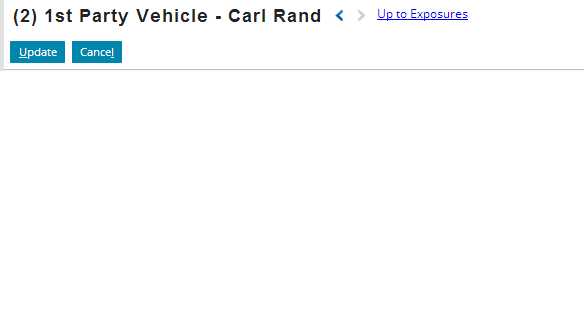 (2) 1st Party Vehicle - Carl Rand < > Up to Exposures
Update Cancel